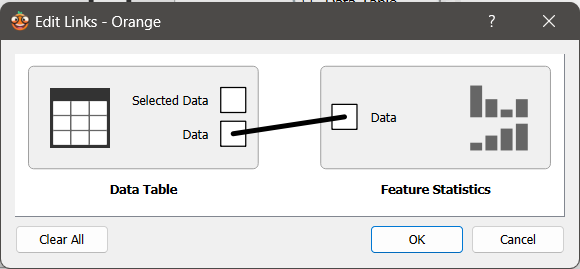 Edit Links - Orange
Selected Data
Data
Data
Data Table
Feature Statistics
Clear All
OK
Cancel